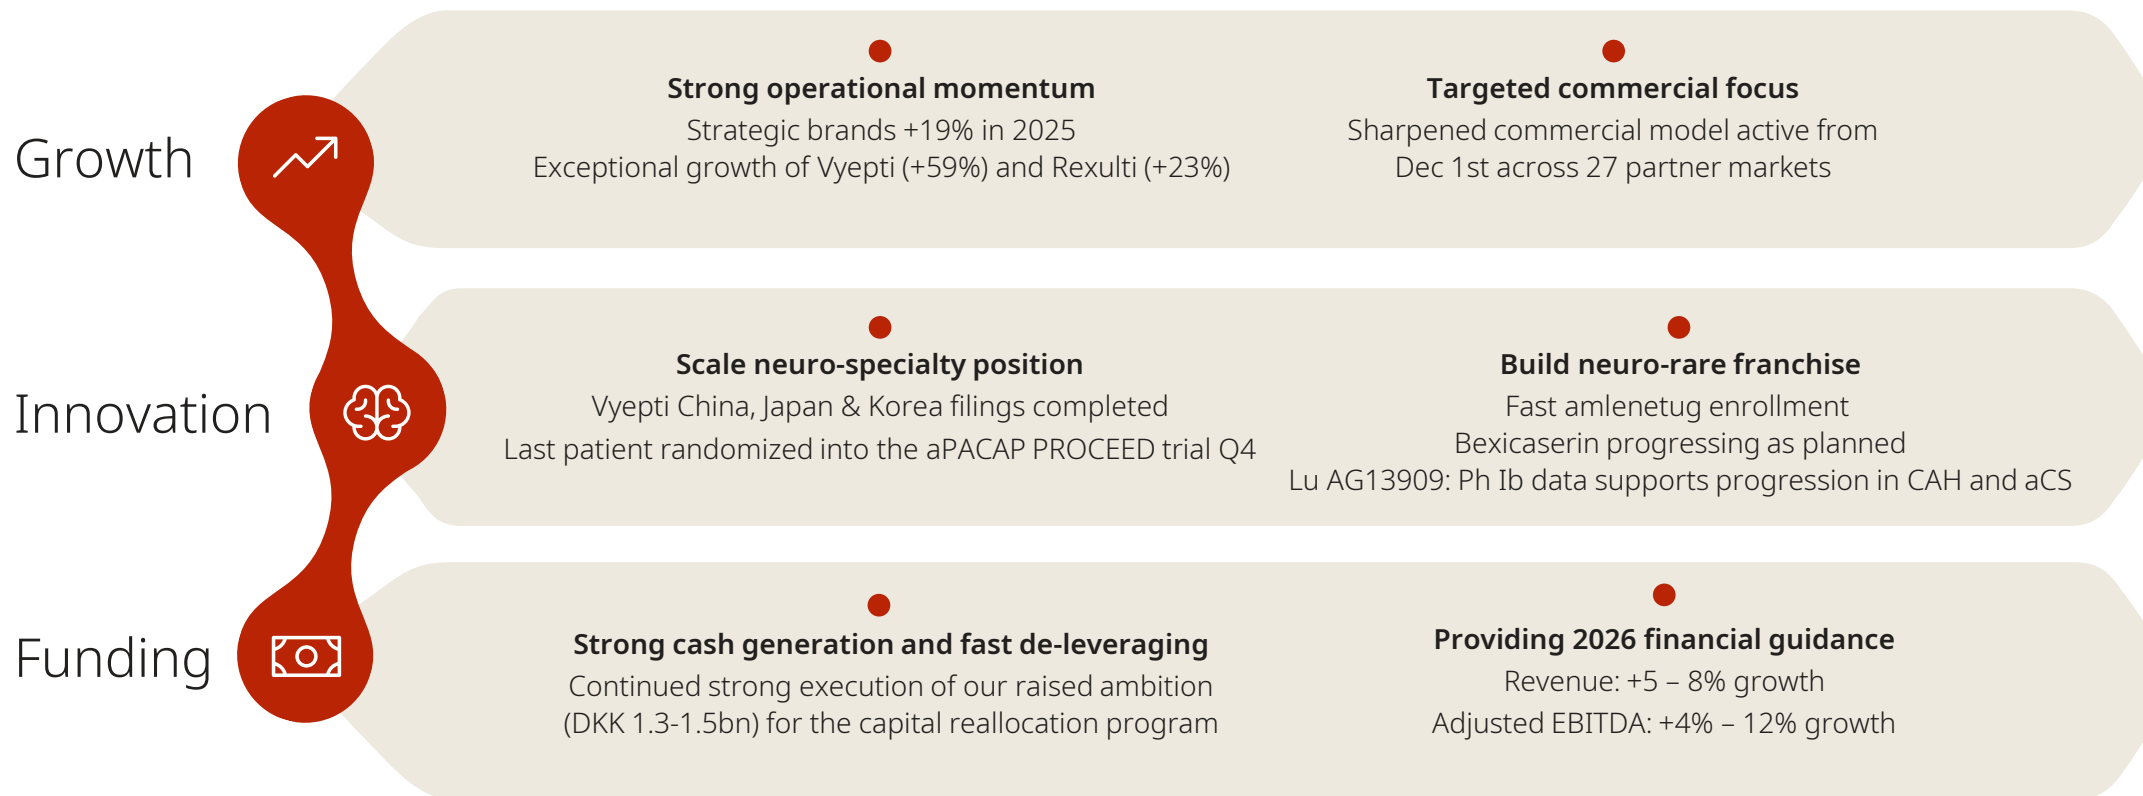 Growth
Strong operational momentum
Strategic brands +19% in 2025
Exceptional growth of Vyepti (+59%) and Rexulti (+23%)
Targeted commercial focus
Sharpened commercial model active from
Dec 1st across 27 partner markets
Innovation
Scale neuro-specialty position
Vyepti China, Japan & Korea filings completed
Last patient randomized into the aPACAP PROCEED trial Q4
Build neuro-rare franchise
Fast amlenetug enrollment
Bexicaserin progressing as planned
Lu AG13909: Ph Ib data supports progression in CAH and aCS
Funding
Strong cash generation and fast de-leveraging
Continued strong execution of our raised ambition
(DKK 1.3-1.5bn) for the capital reallocation program
Providing 2026 financial guidance
Revenue: +5 – 8% growth
Adjusted EBITDA: +4% – 12% growth